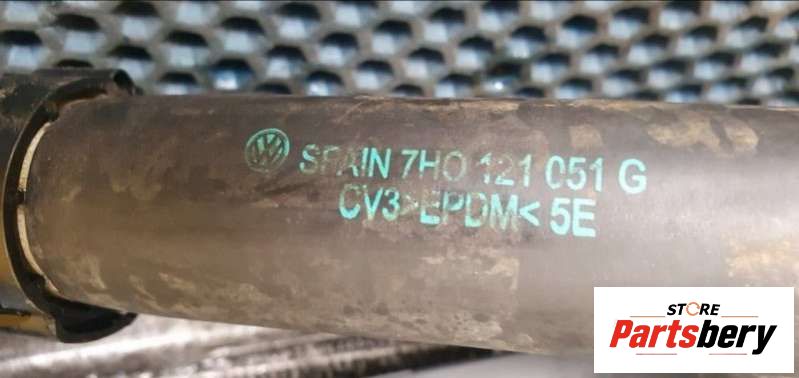 SPAIN 7H0 121 051 G
CV3>EPDM< 5E
STORE
Partsbery